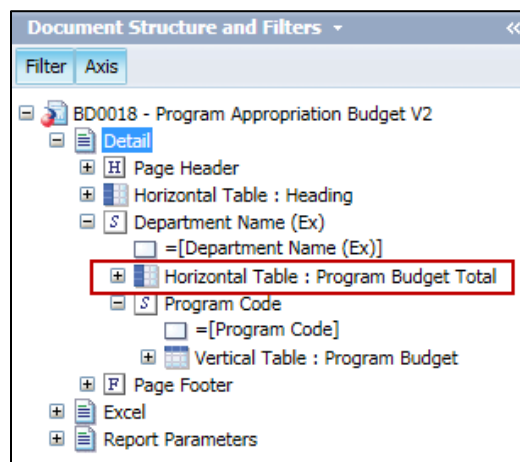 Document Structure and Filters
Filter Axis
BD0018 - Program Appropriation Budget V2
Detail
H Page Header
Horizontal Table : Heading
S Department Name (Ex)
=[Department Name (Ex)]
Horizontal Table : Program Budget Total
S Program Code
=[Program Code]
Vertical Table : Program Budget
F Page Footer
Excel
Report Parameters